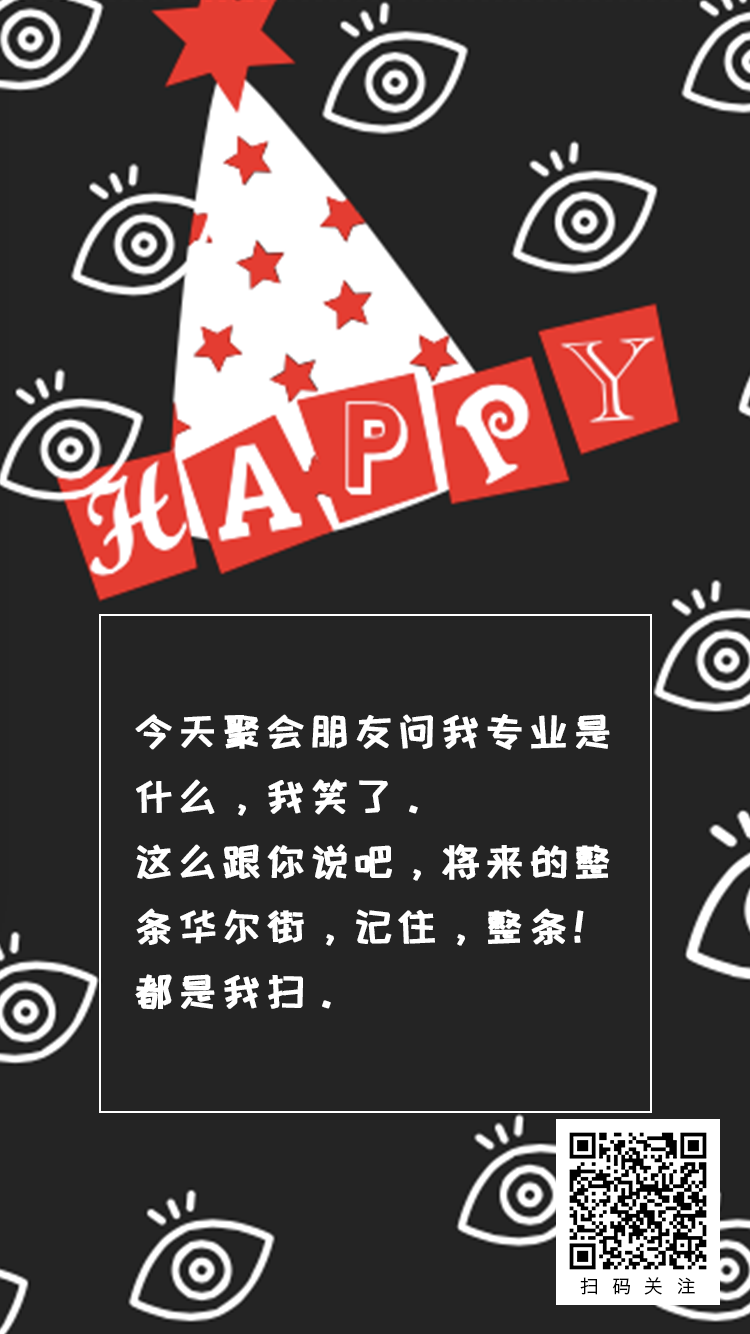 HAPPY
今天聚会朋友问我专业是
什么，我笑了．
这么跟你说吧，将来的整
条华尔街，记住，整条!
都是我扫．
扫码关注